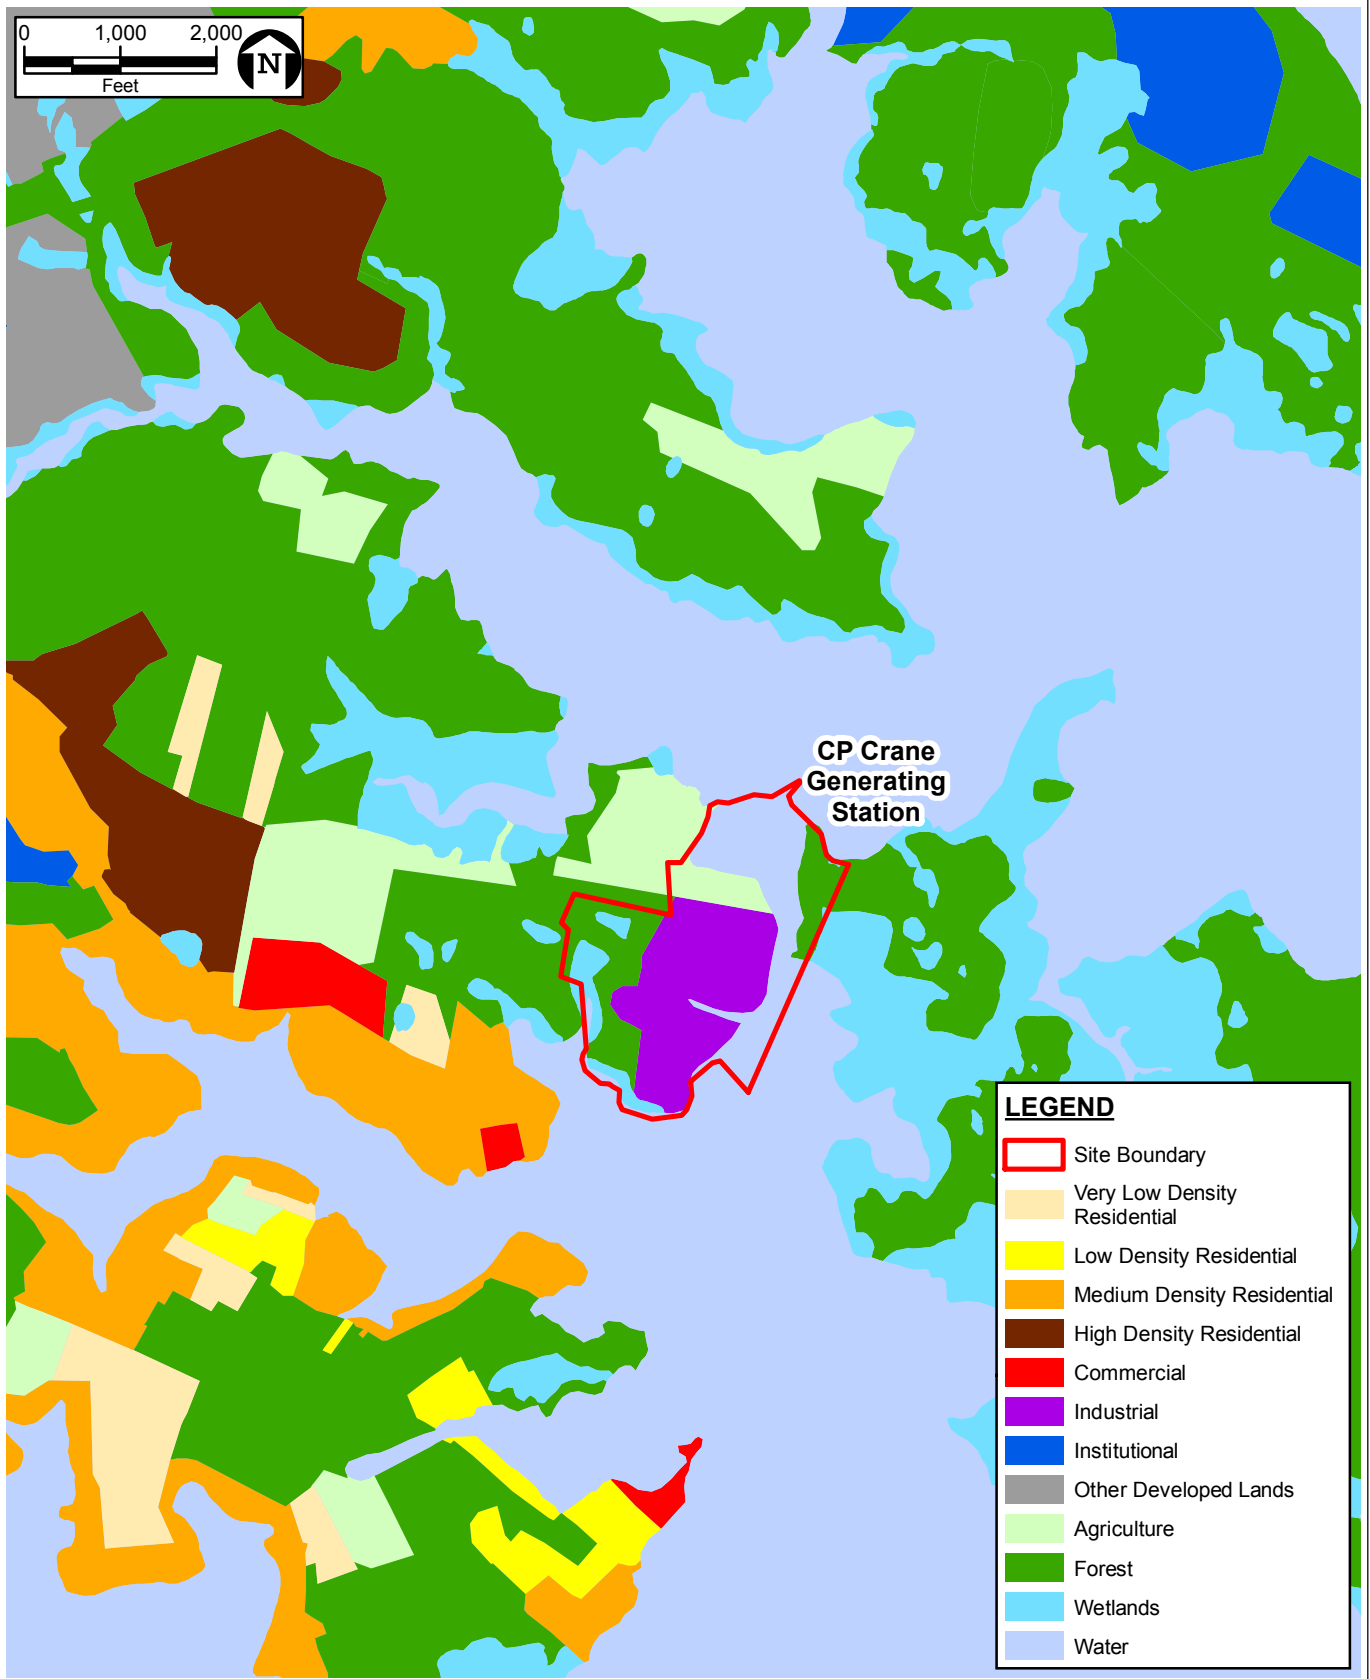 0 1,000 2,000
N
Feet
CP Crane
Generating
Station
LEGEND
Site Boundary
Very Low Density
Residential
Low Density Residential
Medium Density Residential
High Density Residential
Commercial
Industrial
Institutional
Other Developed Lands
Agriculture
Forest
Wetlands
Water